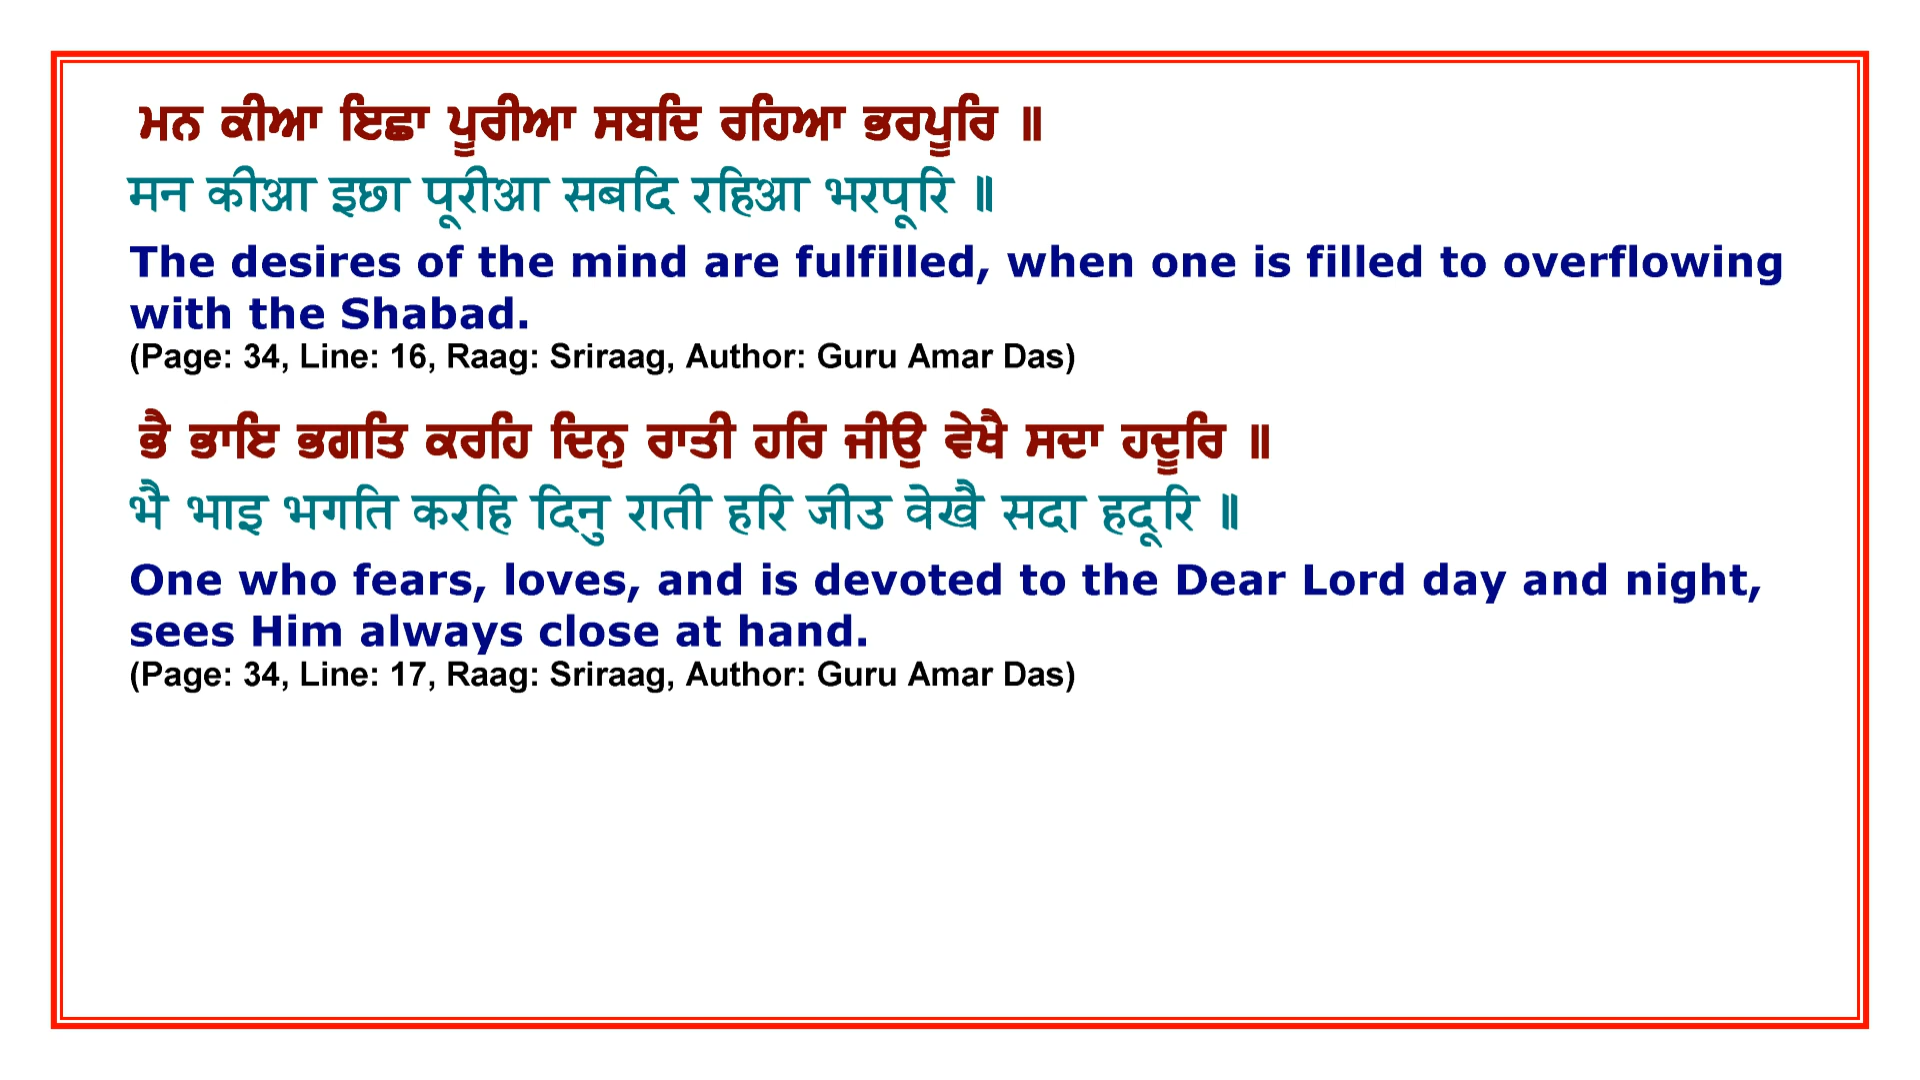 ਮਨ ਕੀਆ ਇਛਾ ਪੂਰੀਆ ਸਬਦਿ ਰਹਿਆ ਭਰਪੂਰਿ ॥
मन कीआ इछा पूरीआ सबदि रहिआ भरपूरि ॥
The desires of the mind are fulfilled, when one is filled to overflowing
with the Shabad.
(Page: 34, Line: 16, Raag: Sriraag, Author: Guru Amar Das)
ਭੈ ਭਾਇ ਭਗਤਿ ਕਰਹਿ ਦਿਨੁ ਰਾਤੀ ਹਰਿ ਜੀਉ ਵੇਖੈ ਸਦਾ ਹਦੂਰਿ ॥
भै भाइ भगति करहि दिनु राती हरि जीउ वेखै सदा हदूरि ॥
One who fears, loves, and is devoted to the Dear Lord day and night,
sees Him always close at hand.
(Page: 34, Line: 17, Raag: Sriraag, Author: Guru Amar Das)